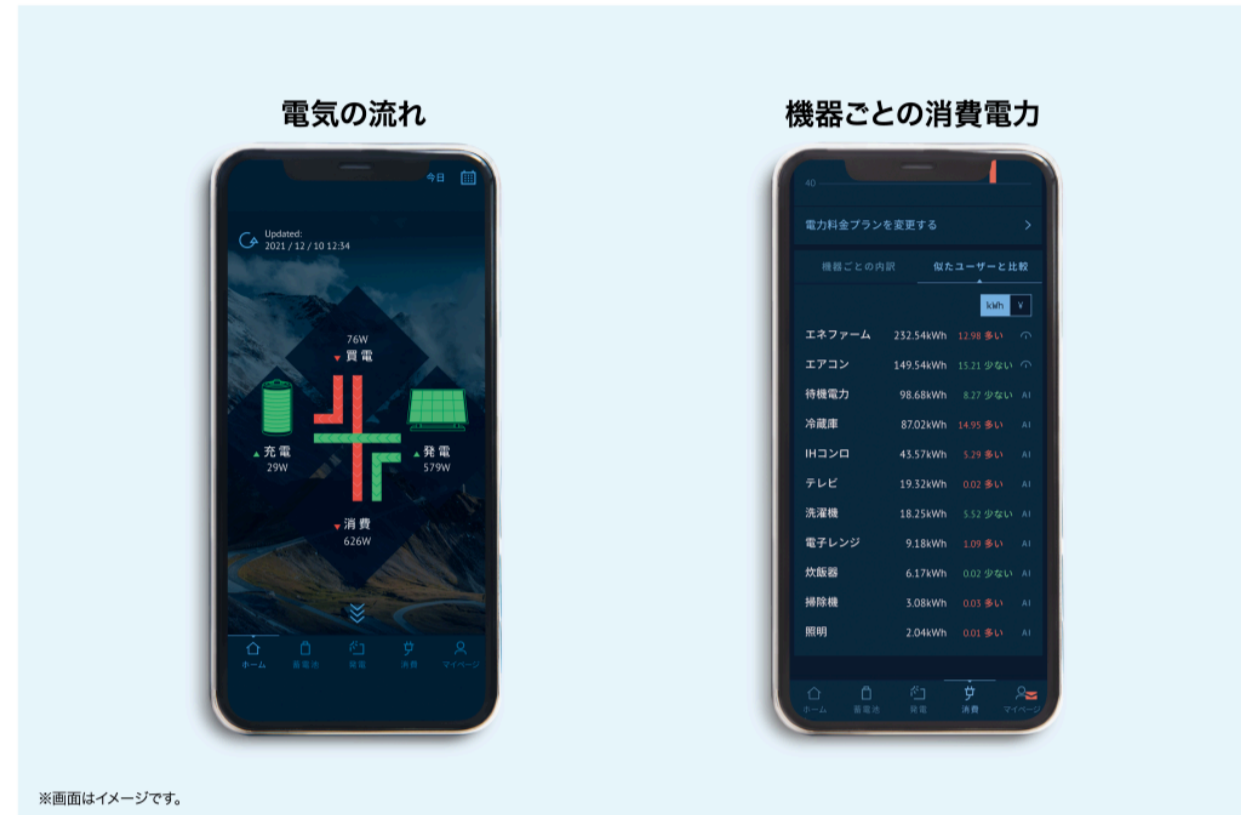 電気の流れ
今日
Updated:
2021 / 12 / 10 12:34
76W
買電
充電
29W
発電
579W
消費
626W
ホーム 蓄電池 発電 消費 マイページ
機器ごとの消費電力
40
電力料金プランを変更する
機器ごとの内訳 似たユーザーと比較
kWh ¥
エネファーム 232.54kWh 12.98 多い
エアコン 149.54kWh 15.21 少ない
待機電力 98.68kWh 8.27 少ない AI
冷蔵庫 87.02kWh 14.95 多い AI
IHコンロ 43.57kWh 5.29 多い AI
テレビ 19.32kWh 0.02 多い AI
洗濯機 18.25kWh 5.52 少ない AI
電子レンジ 9.18kWh 1.09 多い AI
炊飯器 6.17kWh 0.02 少ない AI
掃除機 3.08kWh 0.03 多い AI
照明 2.04kWh 0.01 多い AI
ホーム 蓄電池 発電 消費 マイページ
※画面はイメージです。